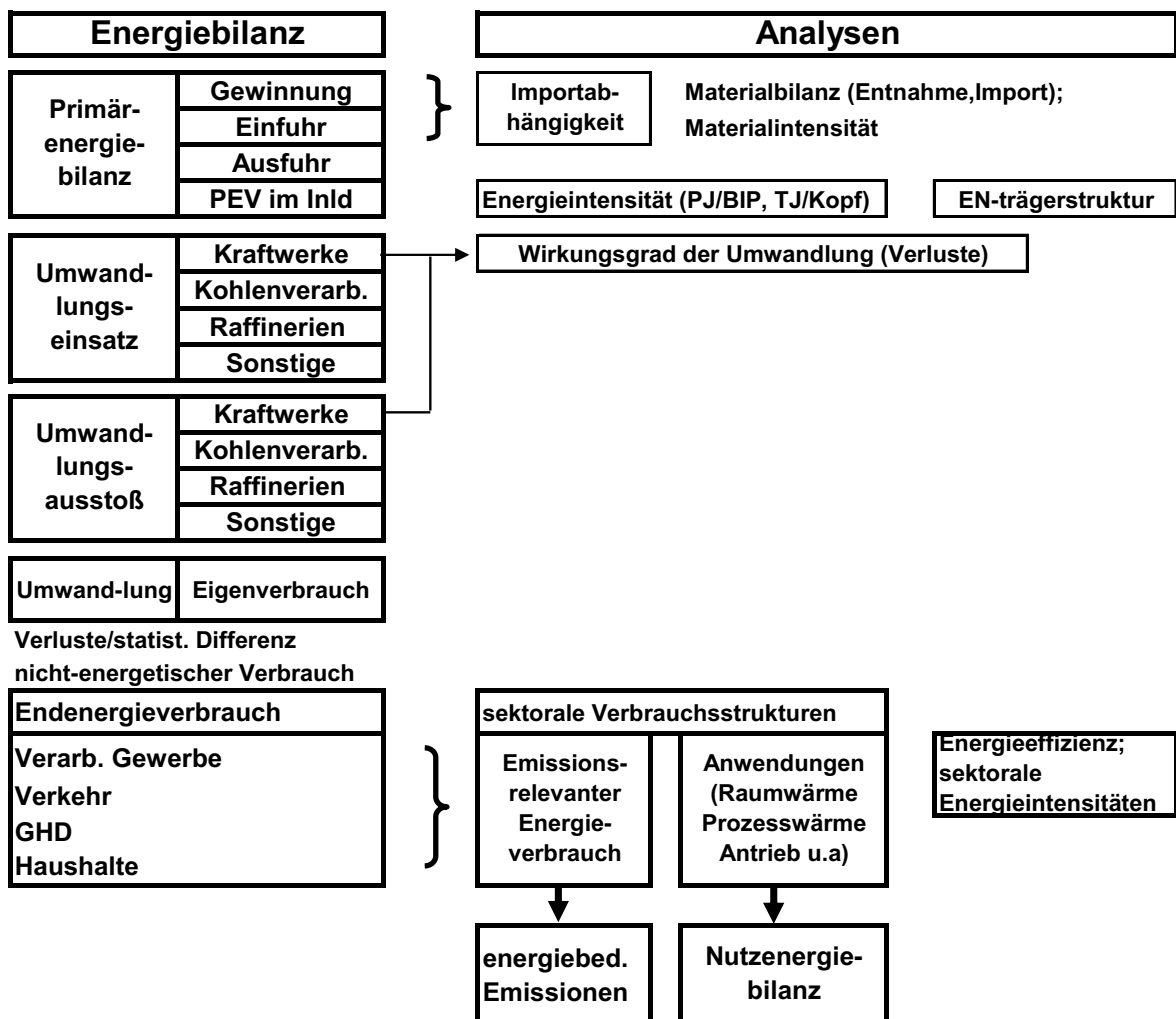 Energiebilanz
Analysen
Primär-
energie-
bilanz
Gewinnung
Einfuhr
Ausfuhr
PEV im Inld
Importab-
hängigkeit
Materialbilanz (Entnahme,Import);
Materialintensität
Energieintensität (PJ/BIP, TJ/Kopf)
EN-trägerstruktur
Umwand-
lungs-
einsatz
Kraftwerke
Kohlenverarb.
Raffinerien
Sonstige
Wirkungsgrad der Umwandlung (Verluste)
Umwand-
lungs-
ausstoß
Kraftwerke
Kohlenverarb.
Raffinerien
Sonstige
Umwand-lung
Eigenverbrauch
Verluste/statist. Differenz
nicht-energetischer Verbrauch
Endenergieverbrauch
Verarb. Gewerbe
Verkehr
GHD
Haushalte
sektorale Verbrauchsstrukturen
Emissions-
relevanter
Energie-
verbrauch
Anwendungen
(Raumwärme
Prozesswärme
Antrieb u.a)
Energieeffizienz;
sektorale
Energieintensitäten
energiebed.
Emissionen
Nutzenergie-
bilanz